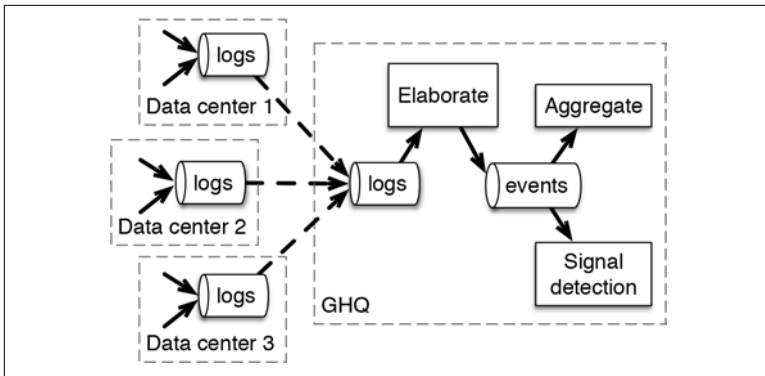 logs
Data center 1
logs
Data center 2
logs
Data center 3
logs
Elaborate
events
Aggregate
Signal
detection
GHQ